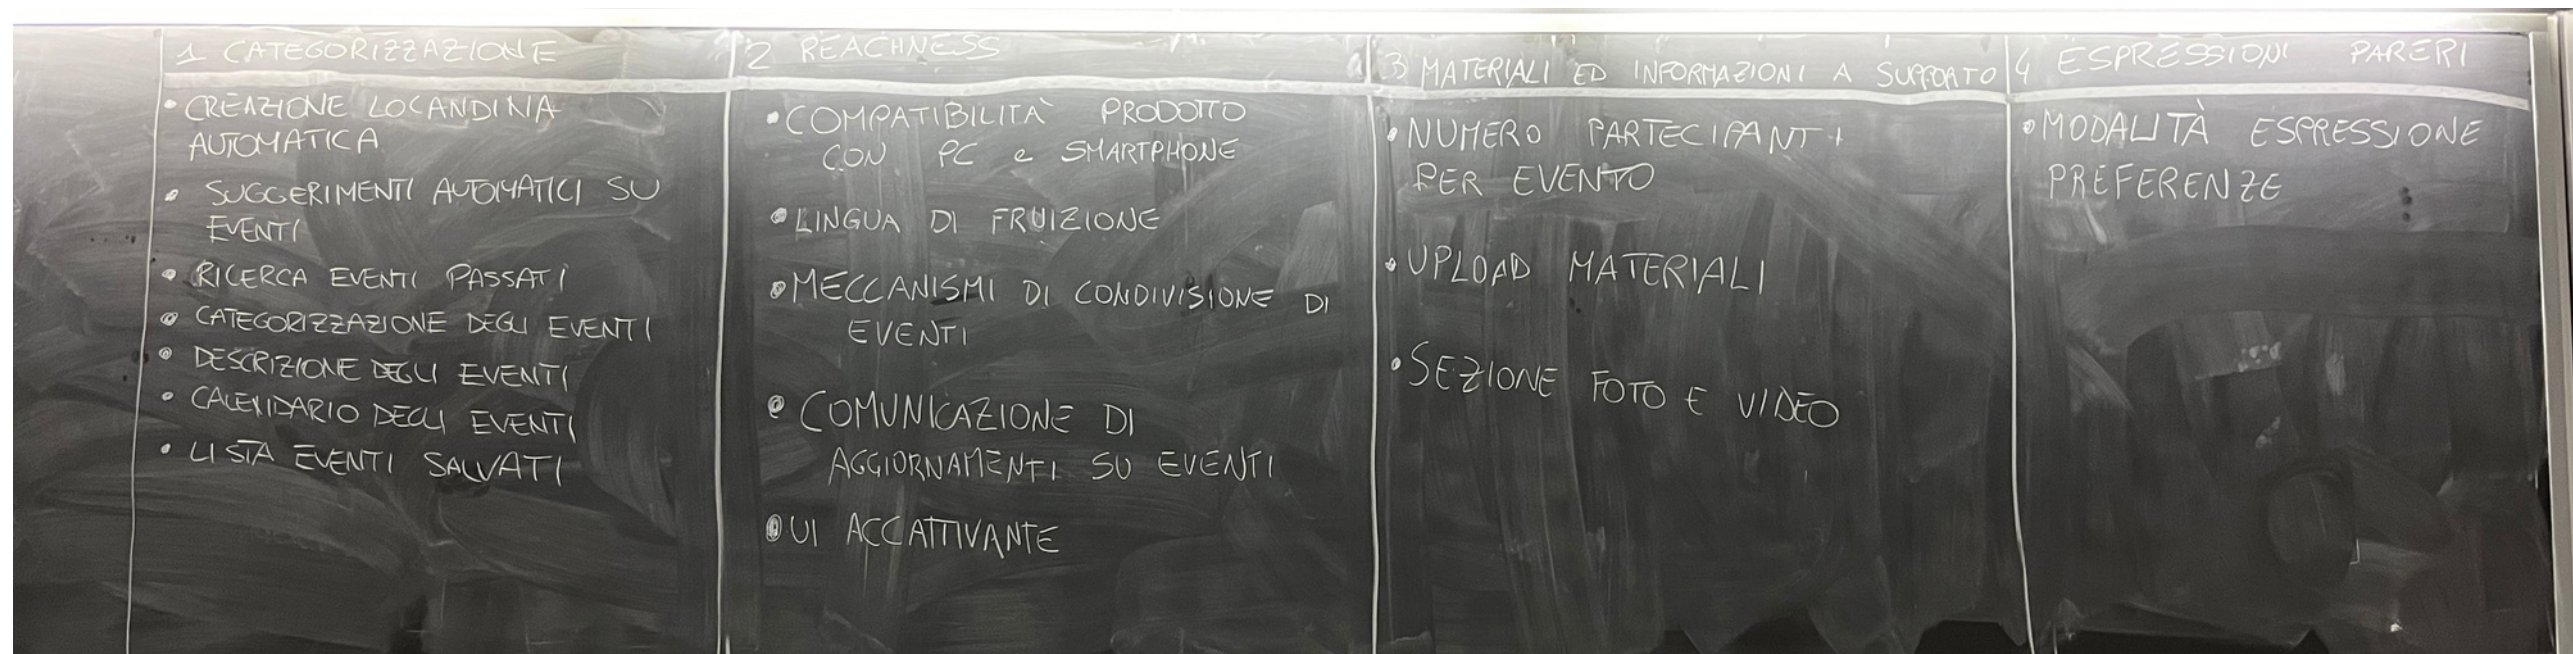 1 CATEGORIZZAZIONE
• CREAZIONE LOCANDINA
AUTOMATICA
• SUGGERIMENTI AUTOMATICI SU
EVENTI
• RICERCA EVENTI PASSATI
• CATEGORIZZAZIONE DEGLI EVENTI
• DESCRIZIONE DEGLI EVENTI
• CALENDARIO DEGLI EVENTI
• LISTA EVENTI SALVATI
2 REACHNESS
• COMPATIBILITÀ PRODOTTO
CON PC e SMARTPHONE
• LINGUA DI FRUIZIONE
• MECCANISMI DI CONDIVISIONE DI
EVENTI
• COMUNICAZIONE DI
AGGIORNAMENTI SU EVENTI
• UI ACCATTIVANTE
3 MATERIALI ED INFORMAZIONI A SUPPORTO
• NUMERO PARTECIPANTI
PER EVENTO
• UPLOAD MATERIALI
• SEZIONE FOTO E VIDEO
4 ESPRESSIONI PARERI
• MODALITÀ ESPRESSIONE
PREFERENZE